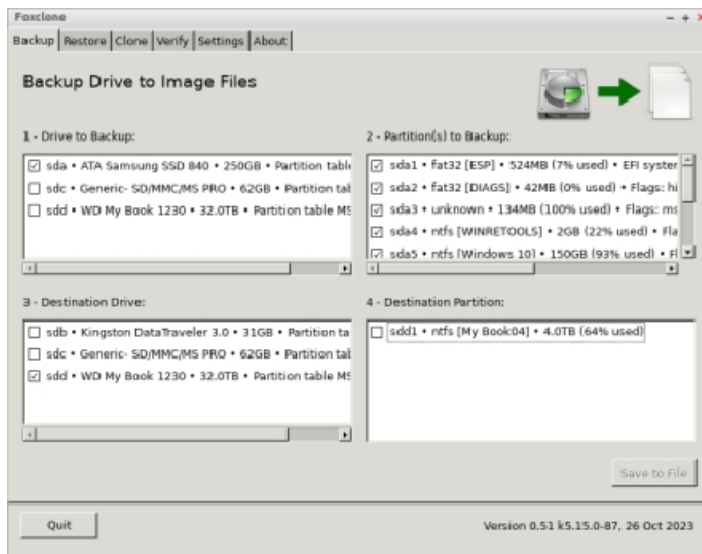 Foxclone
Backup Restore Clone Verify Settings About
Backup Drive to Image Files
1 - Drive to Backup:
sda • ATA Samsung SSD 840 • 250GB • Partition table
sdc • Generic- SD/MMC/MS PRO • 62GB • Partition tab
sdd • WD My Book 1230 • 32.0TB • Partition table MS
2 - Partition(s) to Backup:
sda1 • fat32 [ESP] • 524MB (7% used) • EFI system
sda2 • fat32 [DIAGS] • 42MB (0% used) • Flags: hi
sda3 • unknown • 134MB (100% used) • Flags: ms
sda4 • ntfs [WINRETOOLS] • 2GB (22% used) • Fla
sda5 • ntfs [Windows 10] • 150GB (93% used) • Fl
3 - Destination Drive:
sdb • Kingston DataTraveler 3.0 • 31GB • Partition ta
sdc • Generic- SD/MMC/MS PRO • 62GB • Partition tab
sdd • WD My Book 1230 • 32.0TB • Partition table MS
4 - Destination Partition:
sdd1 • ntfs [My Book:04] • 4.0TB (64% used)
Save to File
Quit
Version 0.51 k5.15.0-87, 26 Oct 2023